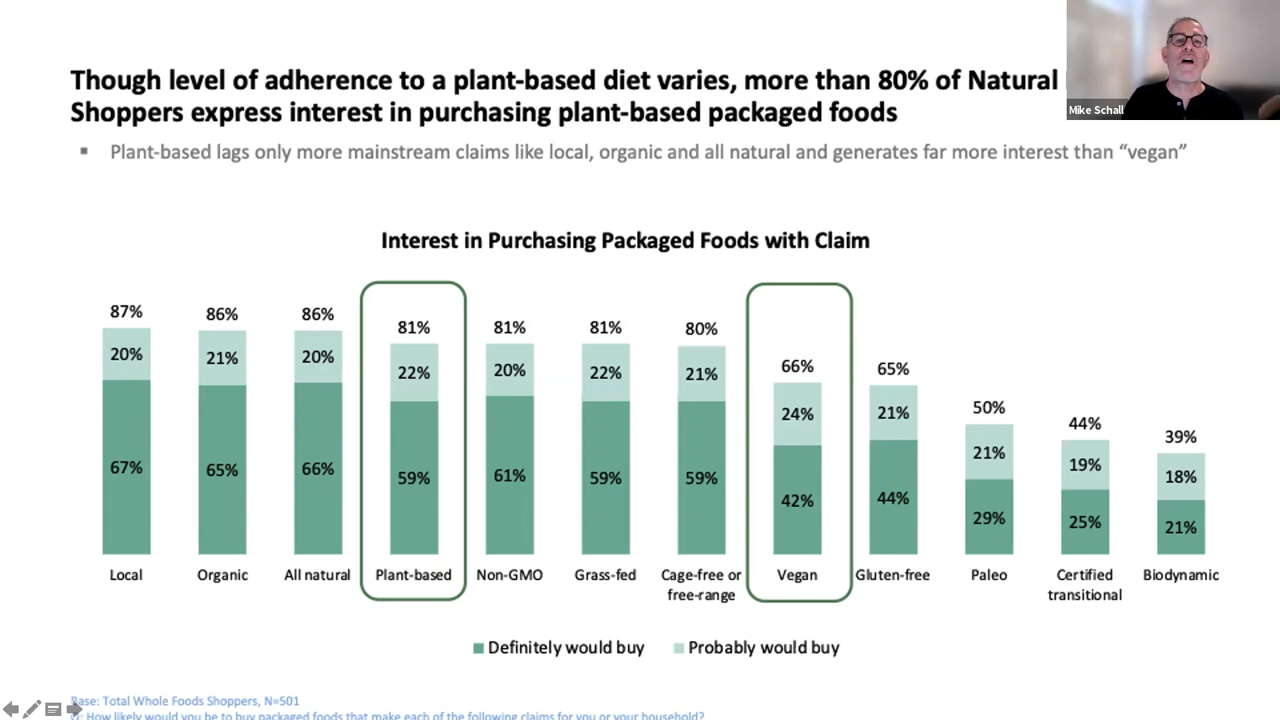 Though level of adherence to a plant-based diet varies, more than 80% of Natural
Shoppers express interest in purchasing plant-based packaged foods
Mike Schall
▪ Plant-based lags only more mainstream claims like local, organic and all natural and generates far more interest than “vegan”
Interest in Purchasing Packaged Foods with Claim
87% 86% 86% 81% 81% 81% 80% 66% 65% 50% 44% 39%
20% 21% 20% 22% 20% 22% 21% 24% 21% 21% 19% 18%
67% 65% 66% 59% 61% 59% 59% 42% 44% 29% 25% 21%
Local Organic All natural Plant-based Non-GMO Grass-fed Cage-free or Vegan Gluten-free Paleo Certified Biodynamic
free-range transitional
Definitely would buy Probably would buy
Base: Total Whole Foods Shoppers, N=501
Q: How likely would you be to buy packaged foods that make each of the following claims for you or your household?